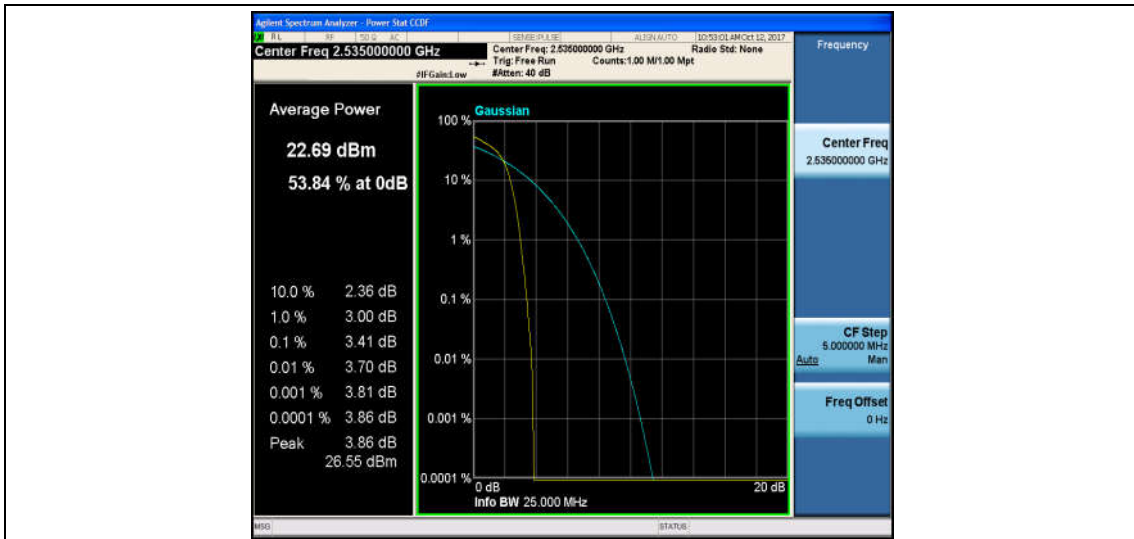 Agilent Spectrum Analyzer - Power Stat CCDF
RL RF 50 Ω AC SENSE:PULSE ALIGN AUTO 10:53:01 AM Oct 12, 2017
Center Freq 2.535000000 GHz
Center Freq: 2.535000000 GHz Radio Std: None
Trig: Free Run Counts:1.00 M/1.00 Mpt
#IFGain:Low #Atten: 40 dB
Frequency
Average Power
22.69 dBm
53.84 % at 0dB
10.0 % 2.36 dB
1.0 % 3.00 dB
0.1 % 3.41 dB
0.01 % 3.70 dB
0.001 % 3.81 dB
0.0001 % 3.86 dB
Peak 3.86 dB
26.55 dBm
Gaussian
100 %
10 %
1 %
0.1 %
0.01 %
0.001 %
0.0001 %
0 dB 20 dB
Info BW 25.000 MHz
Center Freq
2.535000000 GHz
CF Step
5.000000 MHz
Auto Man
Freq Offset
0 Hz
MSG STATUS